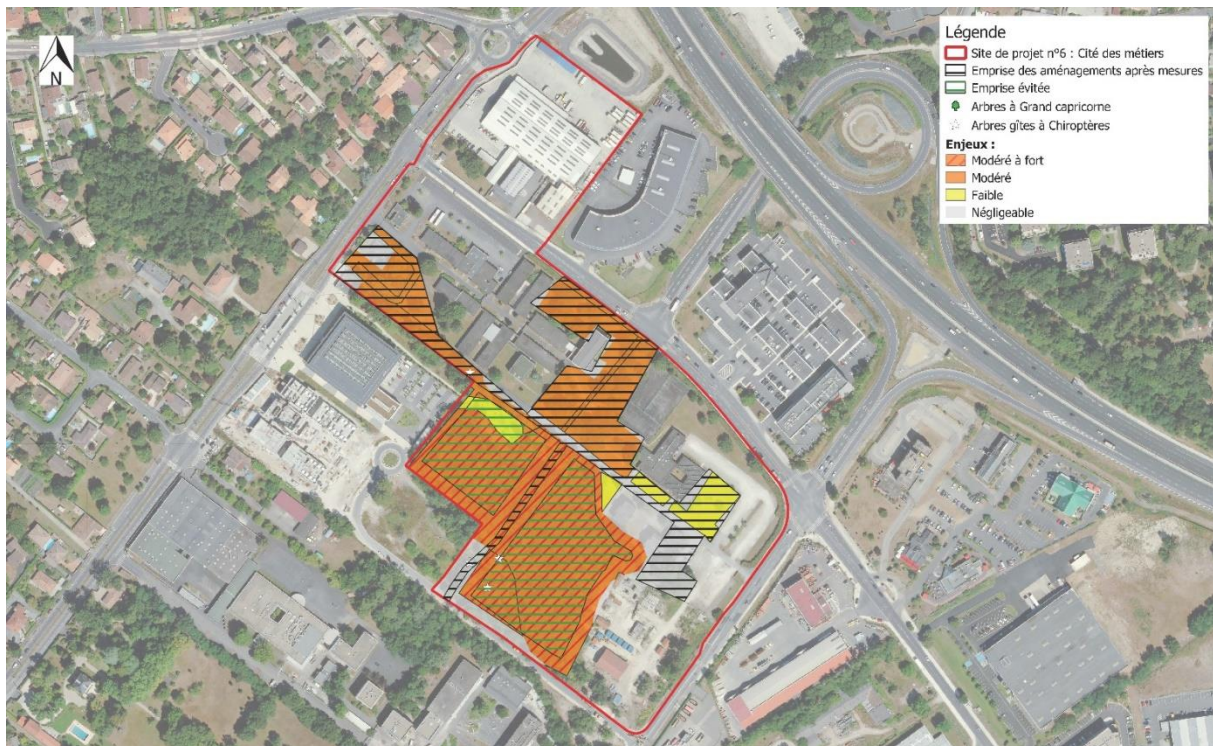 N
Légende
Site de projet n°6 : Cité des métiers
Emprise des aménagements après mesures
Emprise évitée
Arbres à Grand capricorne
Arbres gîtes à Chiroptères
Enjeux :
Modéré à fort
Modéré
Faible
Négligeable